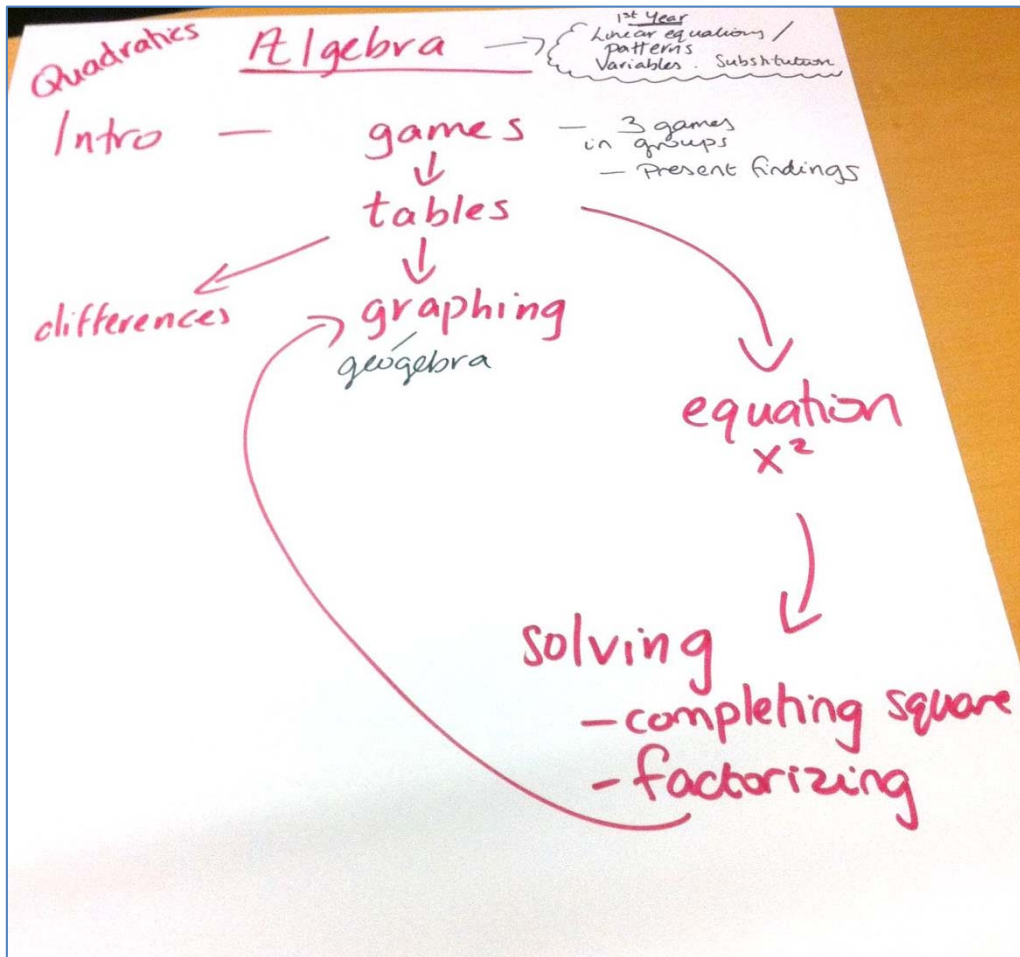 Quadratics
Algebra →
1st Year
Linear equations /
patterns
Variables. Substitution
Intro — games — 3 games
in groups
— Present findings
↓
tables
↓
differences
graphing
geogebra
equation
x²
solving
— completing square
— factorizing